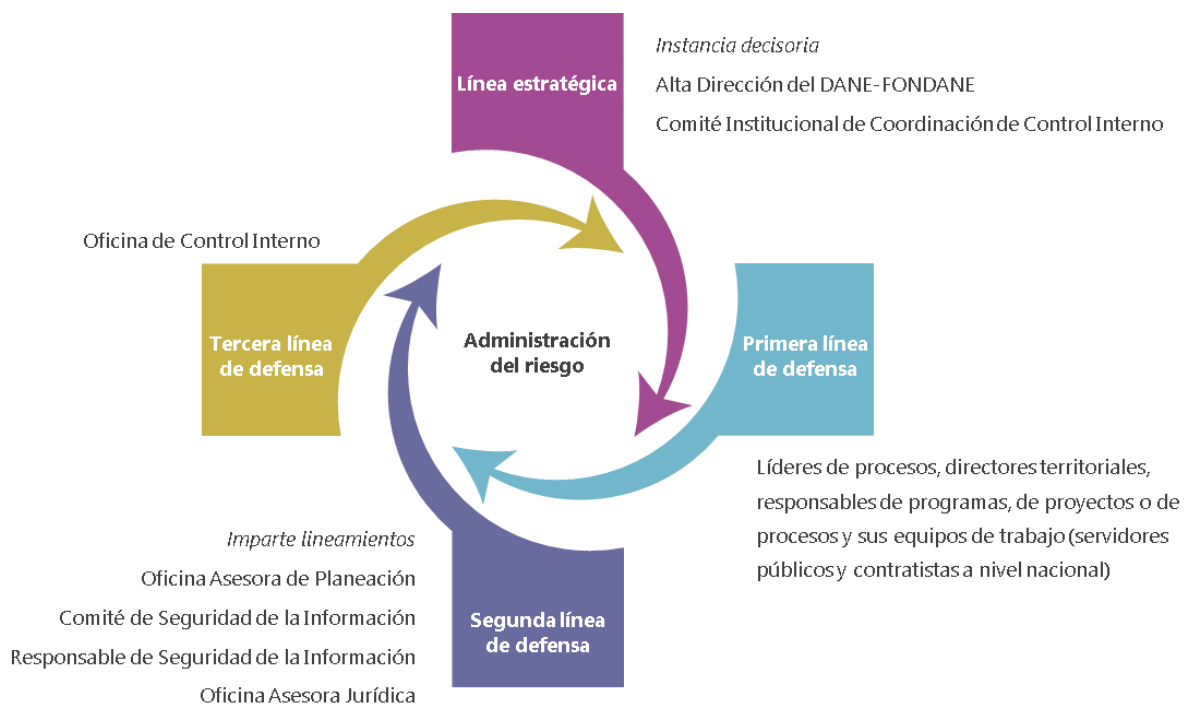 Línea estratégica
Instancia decisoria
Alta Dirección del DANE-FONDANE
Comité Institucional de Coordinación de Control Interno
Oficina de Control Interno
Tercera línea
de defensa
Administración
del riesgo
Primera línea
de defensa
Líderes de procesos, directores territoriales,
responsables de programas, de proyectos o de
procesos y sus equipos de trabajo (servidores
públicos y contratistas a nivel nacional)
Imparte lineamientos
Oficina Asesora de Planeación
Comité de Seguridad de la Información
Responsable de Seguridad de la Información
Oficina Asesora Jurídica
Segunda línea
de defensa